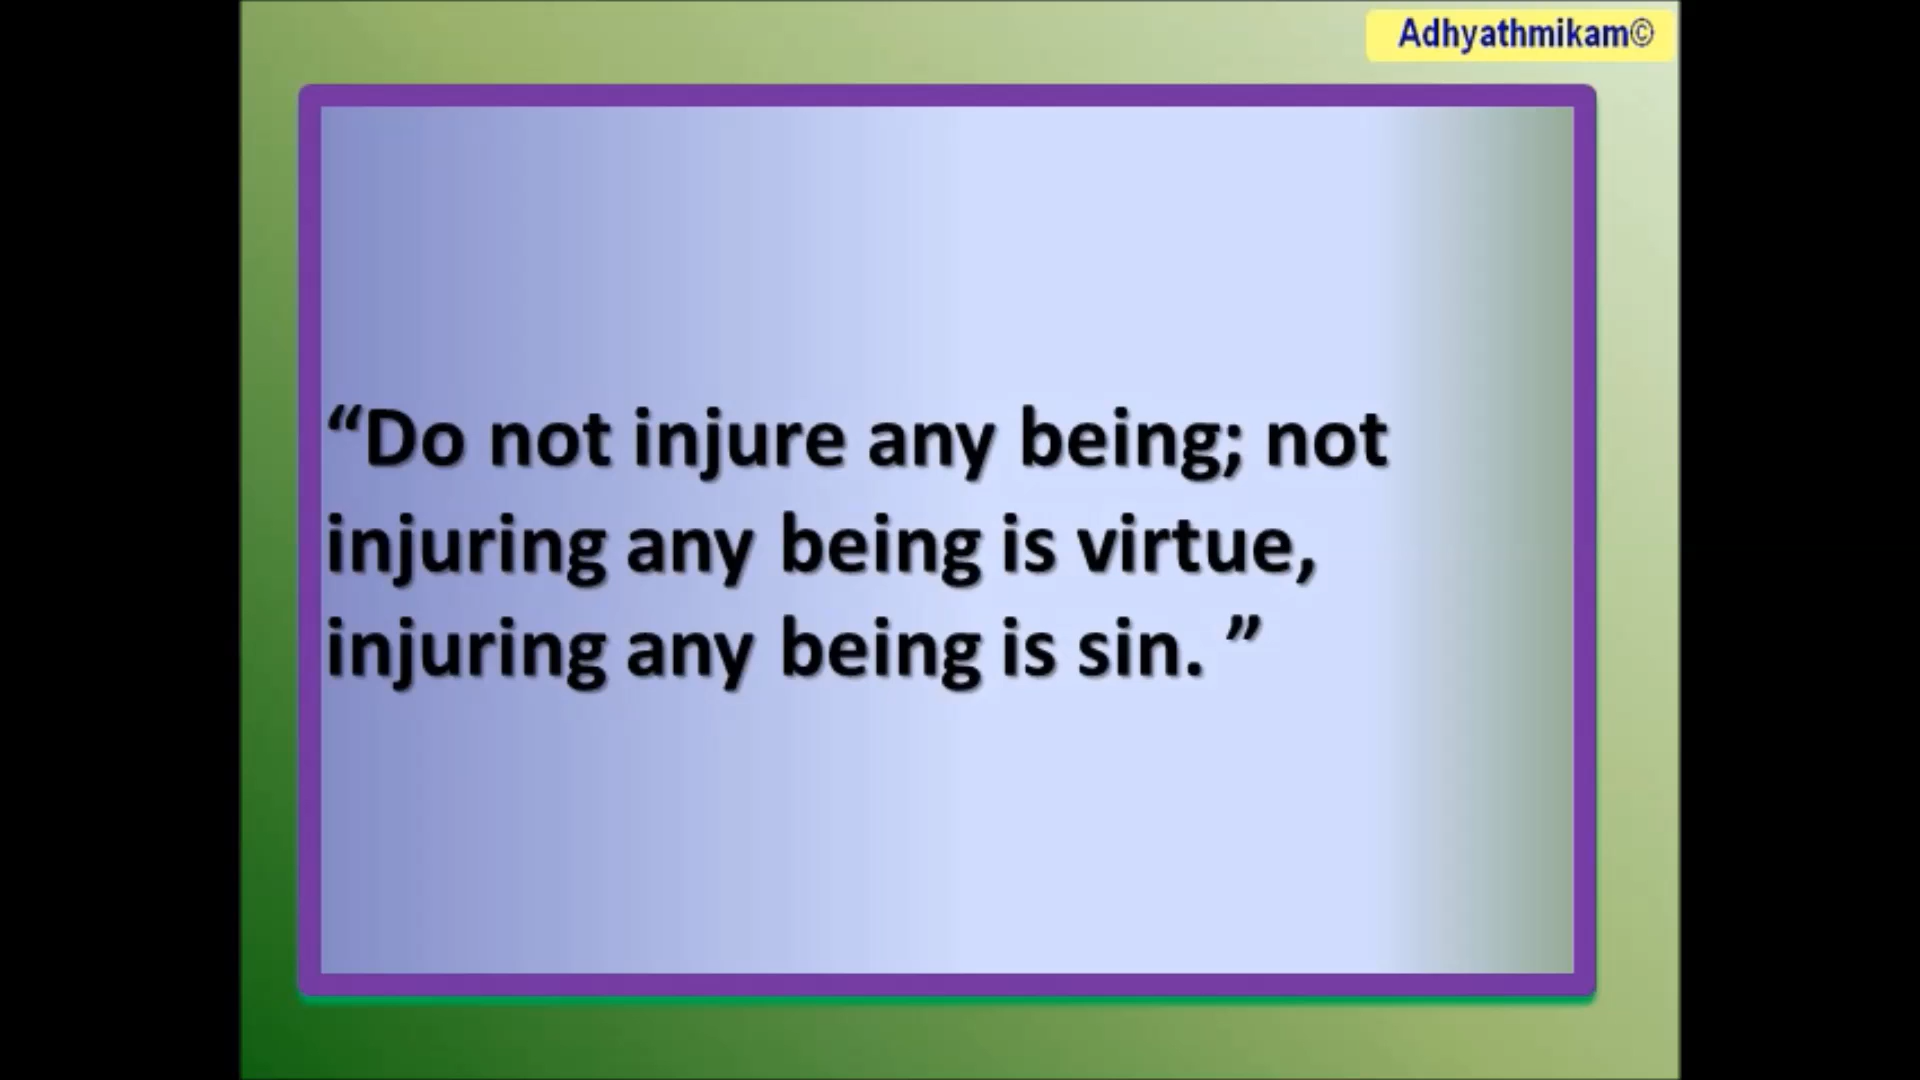 Adhyathmikam©
“Do not injure any being; not
injuring any being is virtue,
injuring any being is sin. ”